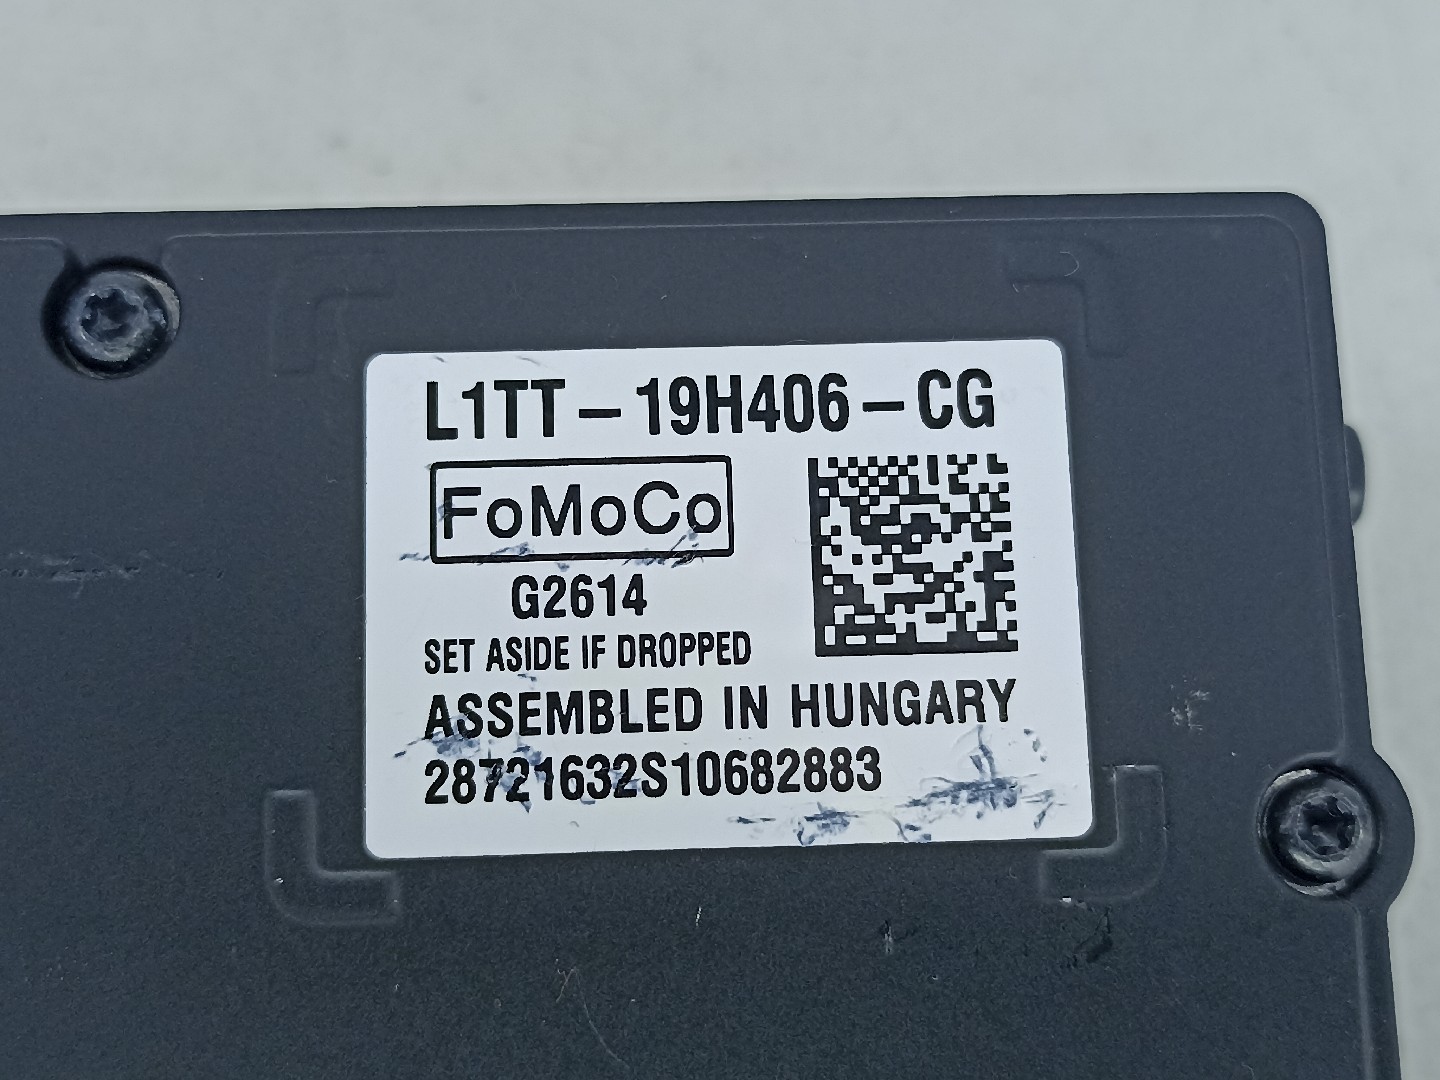 L1TT-19H406-CG
FoMoCo
G2614
SET ASIDE IF DROPPED
ASSEMBLED IN HUNGARY
28721632S10682883